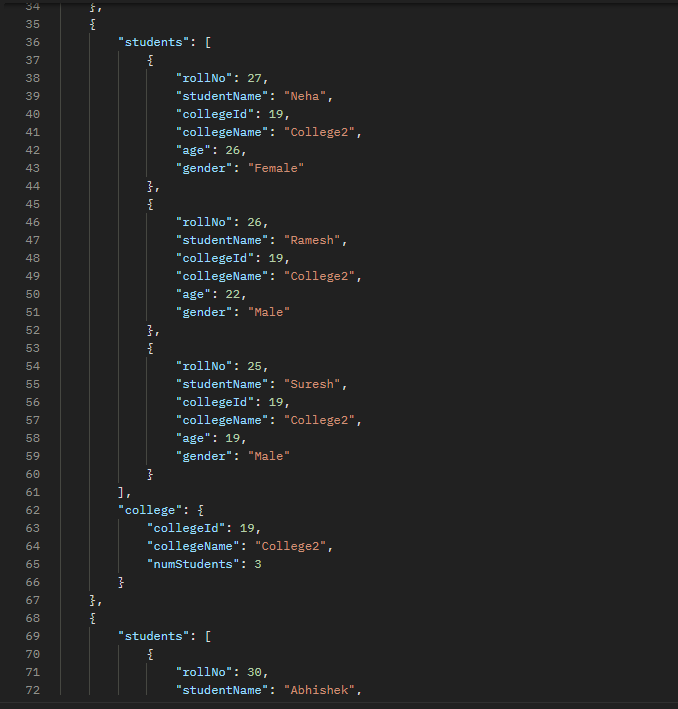 34 },
35 {
36 "students": [
37 {
38 "rollNo": 27,
39 "studentName": "Neha",
40 "collegeId": 19,
41 "collegeName": "College2",
42 "age": 26,
43 "gender": "Female"
44 },
45 {
46 "rollNo": 26,
47 "studentName": "Ramesh",
48 "collegeId": 19,
49 "collegeName": "College2",
50 "age": 22,
51 "gender": "Male"
52 },
53 {
54 "rollNo": 25,
55 "studentName": "Suresh",
56 "collegeId": 19,
57 "collegeName": "College2",
58 "age": 19,
59 "gender": "Male"
60 }
61 ],
62 "college": {
63 "collegeId": 19,
64 "collegeName": "College2",
65 "numStudents": 3
66 }
67 },
68 {
69 "students": [
70 {
71 "rollNo": 30,
72 "studentName": "Abhishek",